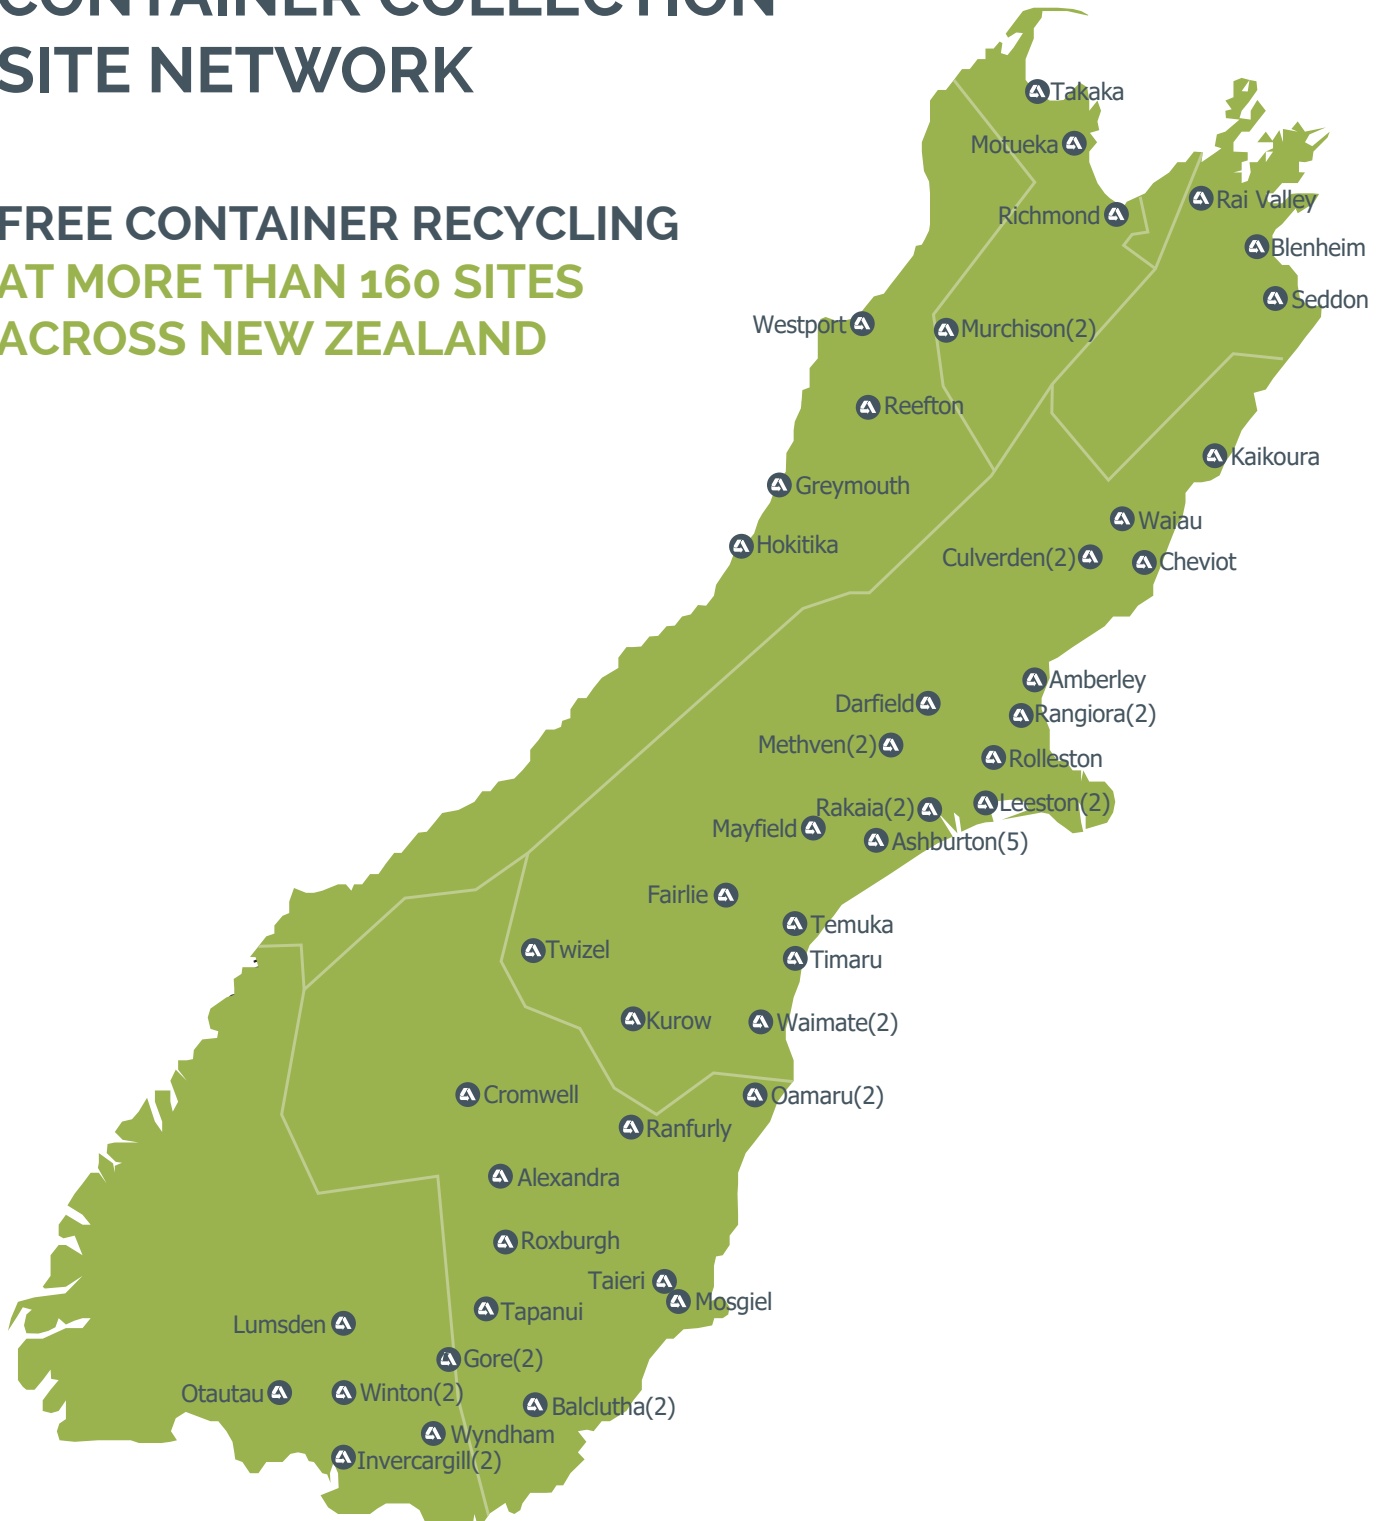 CONTAINER COLLECTION
SITE NETWORK
FREE CONTAINER RECYCLING
AT MORE THAN 160 SITES
ACROSS NEW ZEALAND
Takaka
Motueka
Richmond
Rai Valley
Blenheim
Seddon
Westport
Murchison(2)
Reefton
Kaikoura
Greymouth
Waiau
Hokitika
Culverden(2)
Cheviot
Amberley
Darfield
Rangiora(2)
Methven(2)
Rolleston
Rakaia(2)
Leeston(2)
Mayfield
Ashburton(5)
Fairlie
Temuka
Twizel
Timaru
Kurow
Waimate(2)
Cromwell
Oamaru(2)
Ranfurly
Alexandra
Roxburgh
Taieri
Mosgiel
Tapanui
Lumsden
Gore(2)
Otautau
Winton(2)
Balclutha(2)
Wyndham
Invercargill(2)